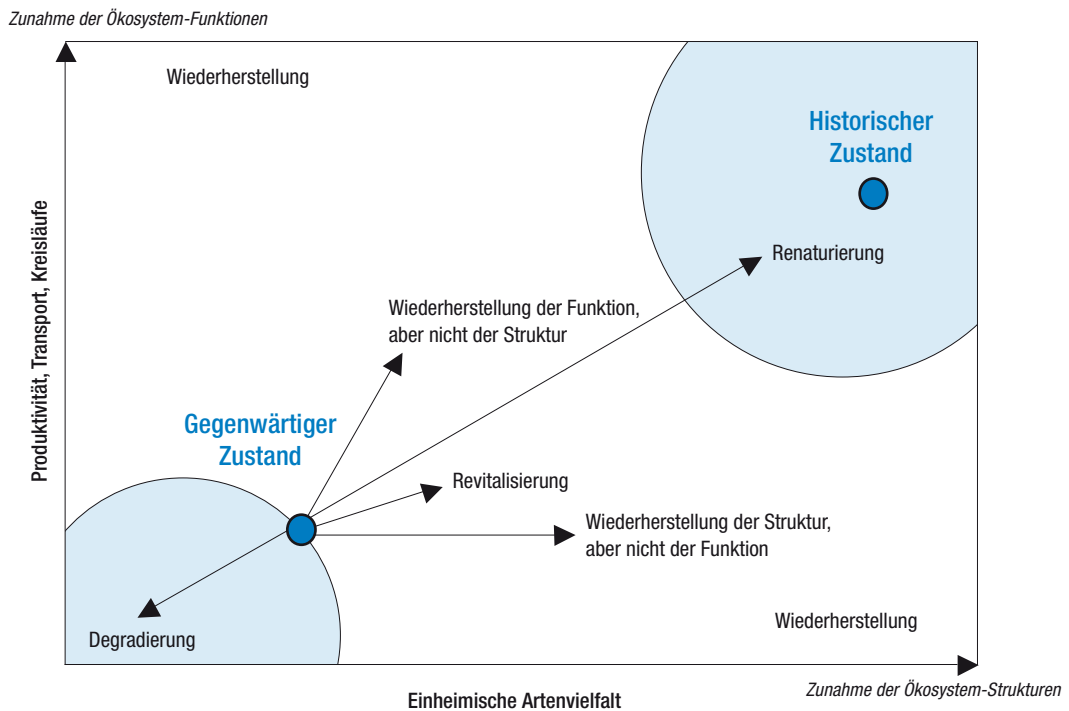 Zunahme der Ökosystem-Funktionen
Wiederherstellung
Historischer
Zustand
Produktivität, Transport, Kreisläufe
Renaturierung
Wiederherstellung der Funktion,
aber nicht der Struktur
Gegenwärtiger
Zustand
Revitalisierung
Wiederherstellung der Struktur,
aber nicht der Funktion
Degradierung
Wiederherstellung
Einheimische Artenvielfalt
Zunahme der Ökosystem-Strukturen